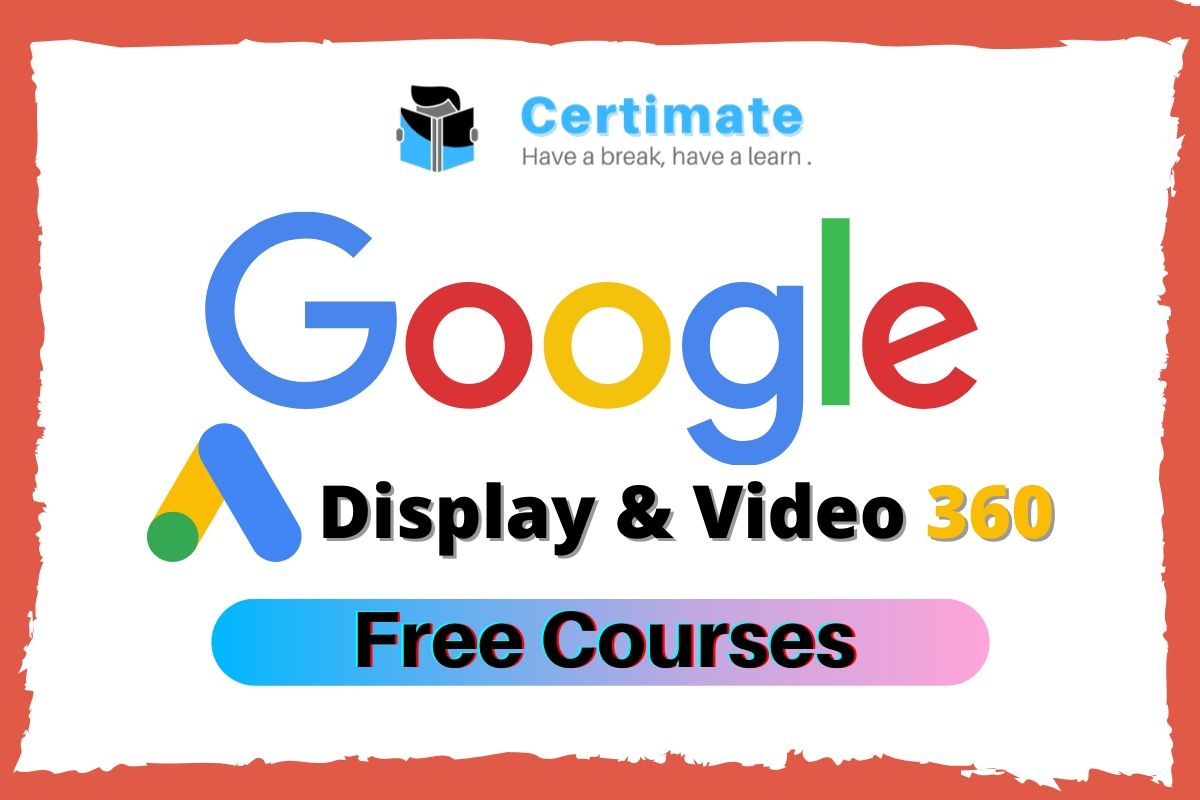 Certimate
Have a break, have a learn .
Google
Display & Video 360
Free Courses